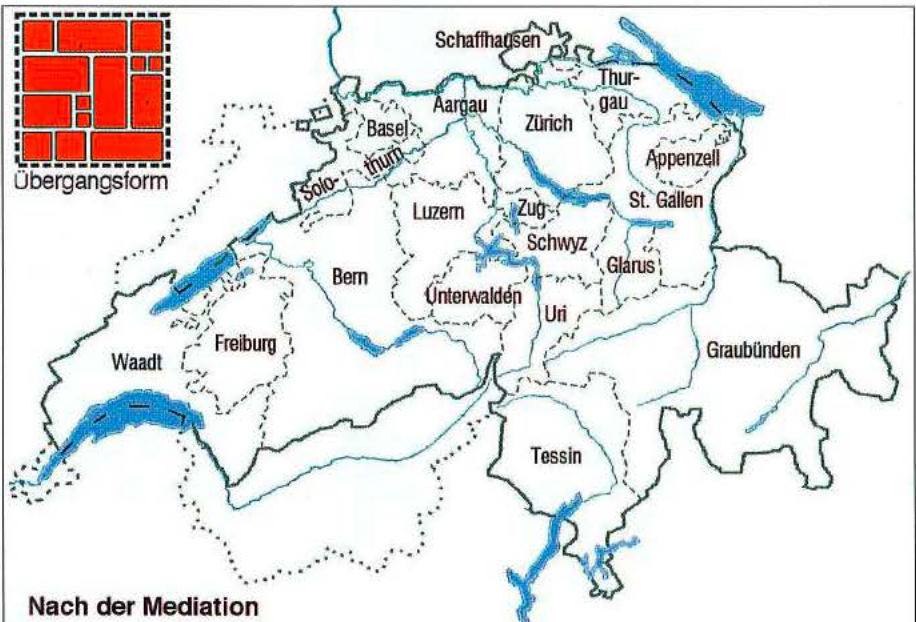 Übergangsform
Schaffhausen
Thur-
gau
Aargau
Basel
Zürich
Appenzell
Solo-
thurn
St. Gallen
Luzern
Zug
Schwyz
Glarus
Bern
Unterwalden
Uri
Freiburg
Waadt
Graubünden
Tessin
Nach der Mediation